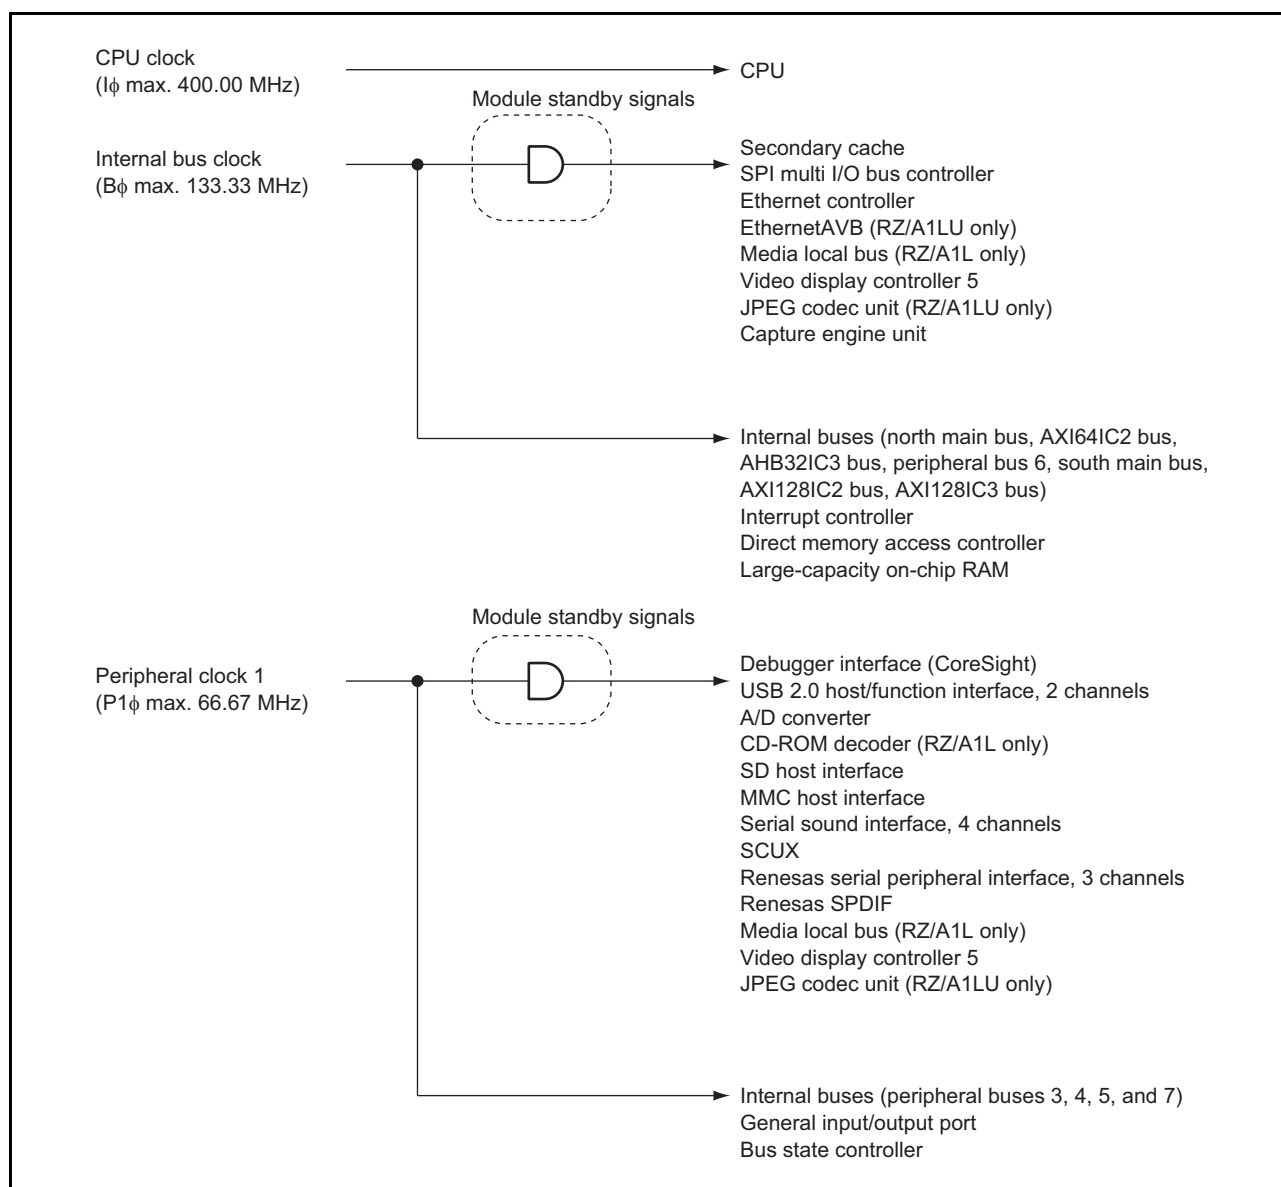 CPU clock
(Iϕ max. 400.00 MHz)
CPU
Module standby signals
Internal bus clock
(Bϕ max. 133.33 MHz)
Secondary cache
SPI multi I/O bus controller
Ethernet controller
EthernetAVB (RZ/A1LU only)
Media local bus (RZ/A1L only)
Video display controller 5
JPEG codec unit (RZ/A1LU only)
Capture engine unit
Internal buses (north main bus, AXI64IC2 bus,
AHB32IC3 bus, peripheral bus 6, south main bus,
AXI128IC2 bus, AXI128IC3 bus)
Interrupt controller
Direct memory access controller
Large-capacity on-chip RAM
Module standby signals
Peripheral clock 1
(P1ϕ max. 66.67 MHz)
Debugger interface (CoreSight)
USB 2.0 host/function interface, 2 channels
A/D converter
CD-ROM decoder (RZ/A1L only)
SD host interface
MMC host interface
Serial sound interface, 4 channels
SCUX
Renesas serial peripheral interface, 3 channels
Renesas SPDIF
Media local bus (RZ/A1L only)
Video display controller 5
JPEG codec unit (RZ/A1LU only)
Internal buses (peripheral buses 3, 4, 5, and 7)
General input/output port
Bus state controller